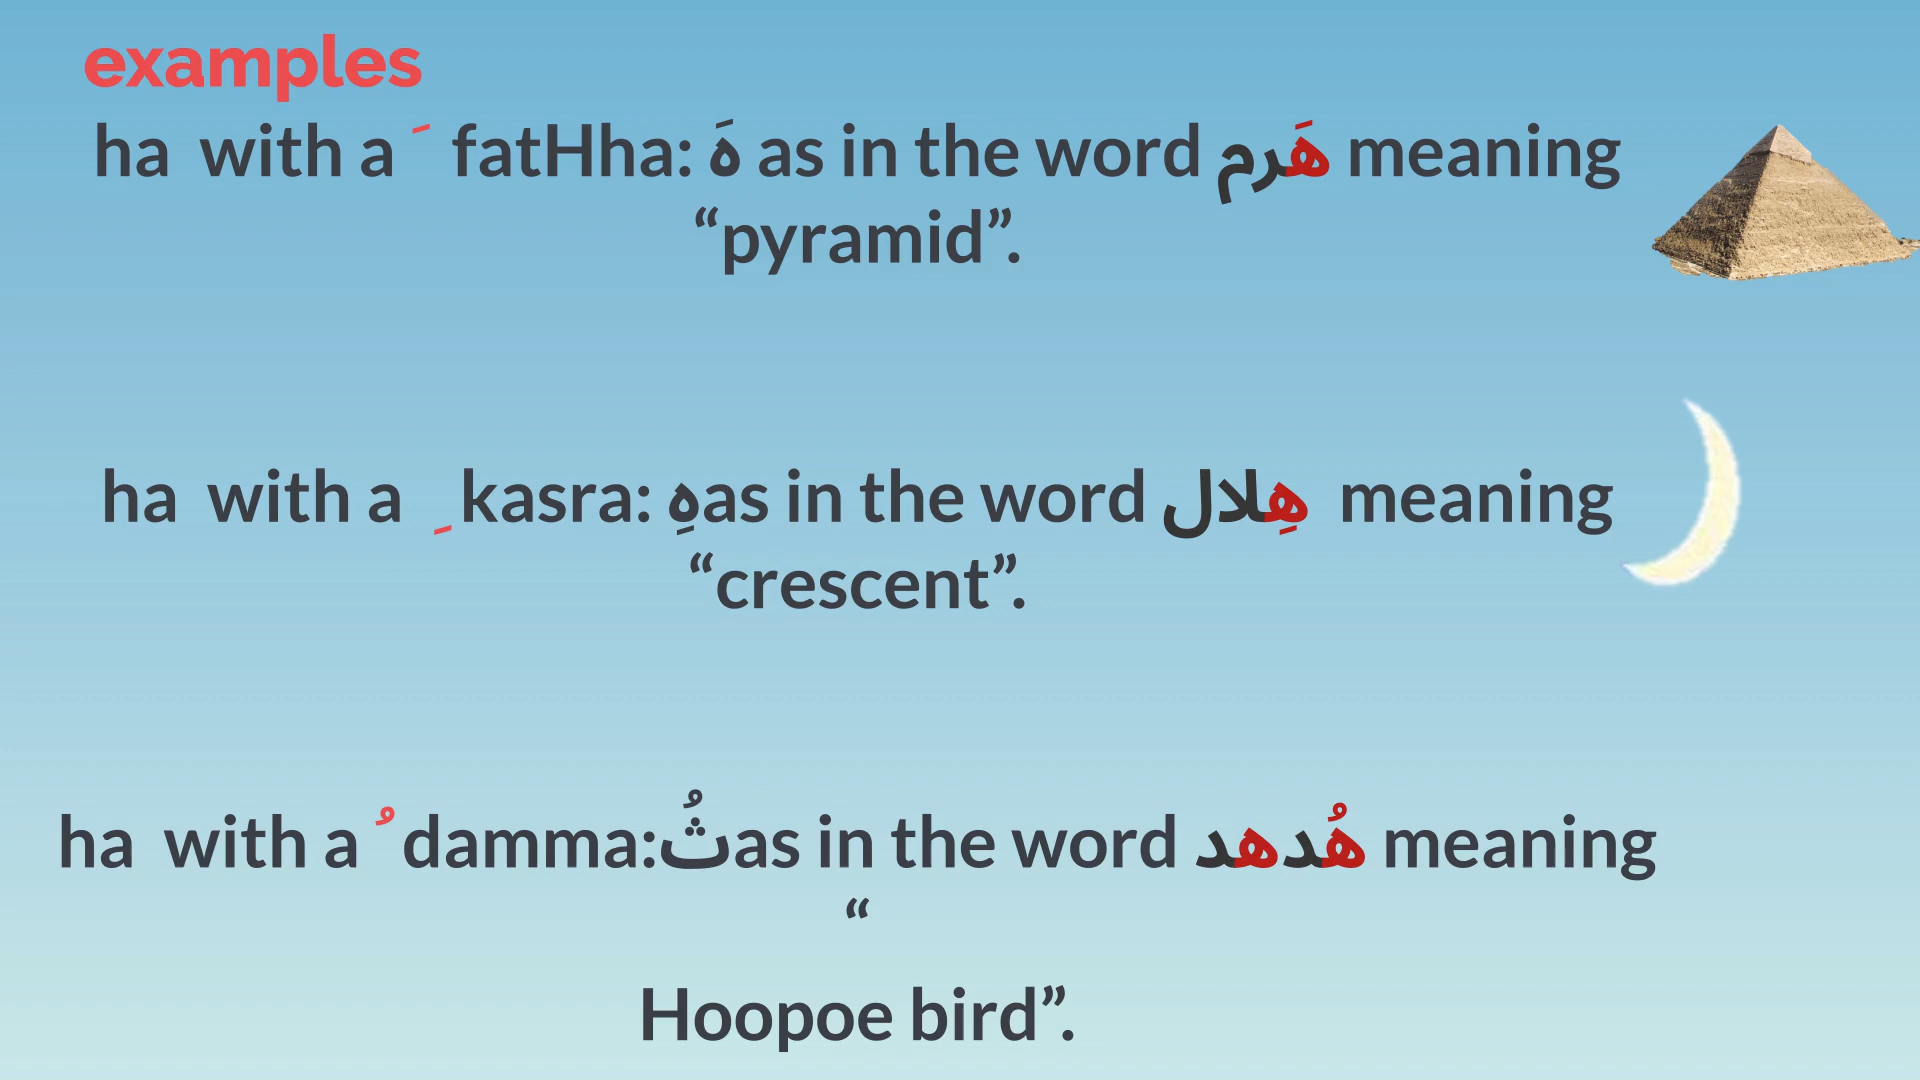 examples
ha with a َ fatHha: هَ as in the word هَرم meaning
“pyramid”.
ha with a ِ kasra: هِas in the word هِلال meaning
“crescent”.
ha with a ُ damma:ثُas in the word هُدهد meaning
“
Hoopoe bird”.